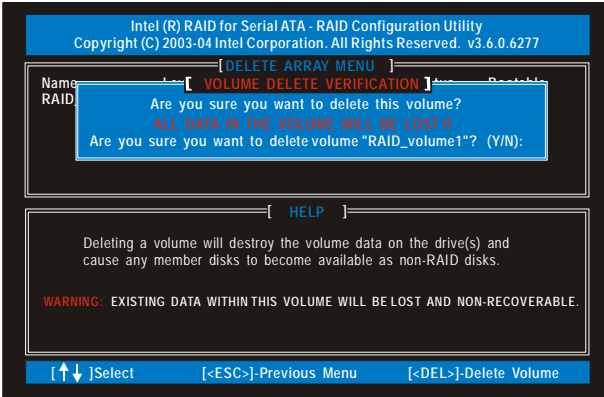 Intel (R) RAID for Serial ATA - RAID Configuration Utility
Copyright (C) 2003-04 Intel Corporation. All Rights Reserved. v3.6.0.6277
[DELETE ARRAY MENU ]
Name
[ VOLUME DELETE VERIFICATION ]
RAID_
Are you sure you want to delete this volume?
ALL DATA IN THE VOLUME WILL BE LOST !!
Are you sure you want to delete volume "RAID_volume1"? (Y/N):
[ HELP ]
Deleting a volume will destroy the volume data on the drive(s) and
cause any member disks to become available as non-RAID disks.
WARNING: EXISTING DATA WITHIN THIS VOLUME WILL BE LOST AND NON-RECOVERABLE.
[↑↓ ]Select [<ESC>]-Previous Menu [<DEL>]-Delete Volume